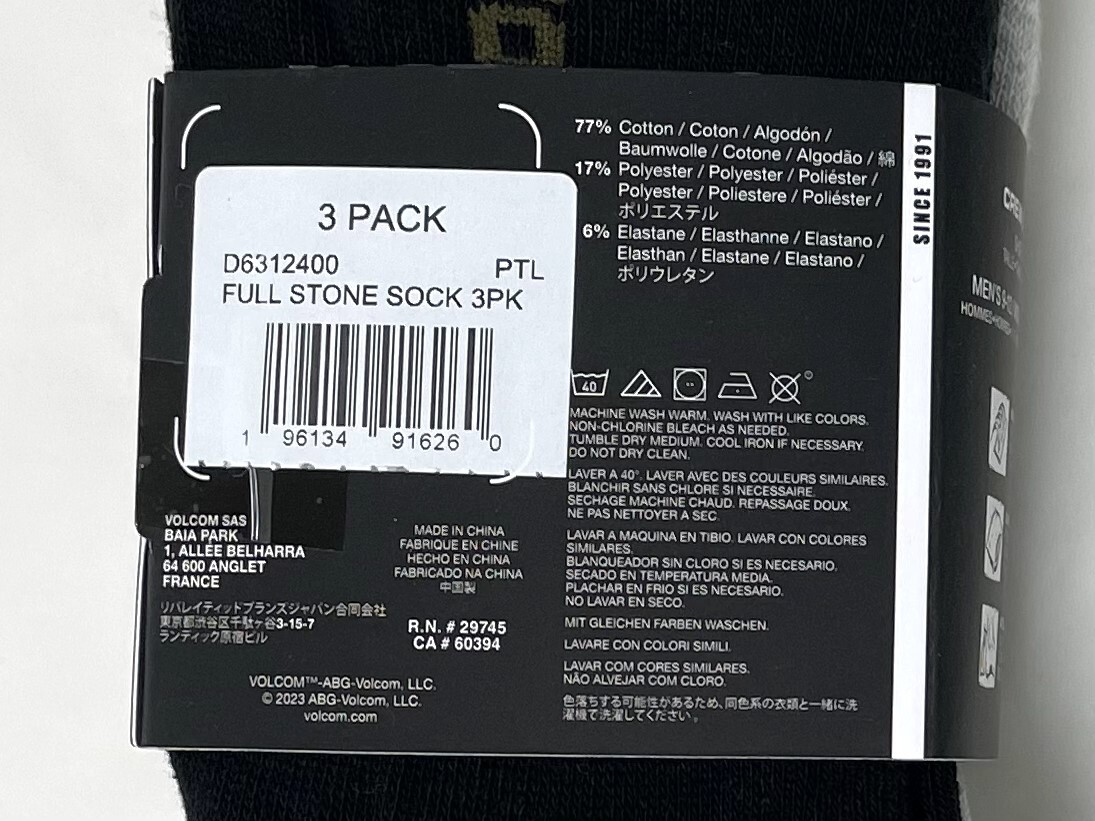 3 PACK
D6312400 PTL
FULL STONE SOCK 3PK
1 96134 91626 0
77% Cotton / Coton / Algodón /
Baumwolle / Cotone / Algodão / 綿
17% Polyester / Polyester / Poliéster /
Polyester / Poliestere / Poliéster /
ポリエステル
6% Elastane / Elasthanne / Elastano /
Elasthan / Elastane / Elastano /
ポリウレタン
40
MACHINE WASH WARM. WASH WITH LIKE COLORS.
NON-CHLORINE BLEACH AS NEEDED.
TUMBLE DRY MEDIUM. COOL IRON IF NECESSARY.
DO NOT DRY CLEAN.
LAVER A 40°. LAVER AVEC DES COULEURS SIMILAIRES.
BLANCHIR SANS CHLORE SI NECESSAIRE.
SECHAGE MACHINE CHAUD. REPASSAGE DOUX.
NE PAS NETTOYER A SEC.
LAVAR A MAQUINA EN TIBIO. LAVAR CON COLORES
SIMILARES.
BLANQUEADOR SIN CLORO SI ES NECESARIO.
SECADO EN TEMPERATURA MEDIA.
PLACHAR EN FRIO SI ES NECESARIO.
NO LAVAR EN SECO.
MIT GLEICHEN FARBEN WASCHEN.
LAVARE CON COLORI SIMILI.
LAVAR COM CORES SIMILARES.
NÃO ALVEJAR COM CLORO.
色落ちする可能性があるため、同色系の衣類と一緒に洗
濯機で洗濯してください。
VOLCOM SAS
BAIA PARK
1, ALLÉE BELHARRA
64 600 ANGLET
FRANCE
リバレイティッドブランズジャパン合同会社
東京都渋谷区千駄ヶ谷3-15-7
ランディック原宿ビル
MADE IN CHINA
FABRIQUE EN CHINE
HECHO EN CHINA
FABRICADO NA CHINA
中国製
R.N. # 29745
CA # 60394
VOLCOM™-ABG-Volcom, LLC.
© 2023 ABG-Volcom, LLC.
volcom.com
SINCE 1991
MEN'S